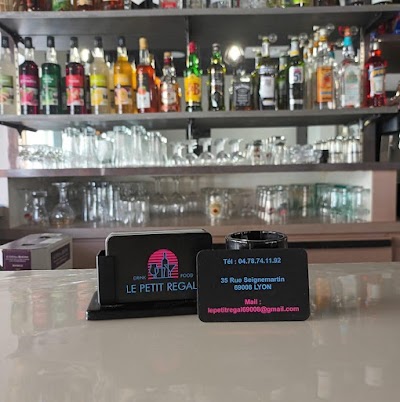 DRINK FOOD
LE PETIT REGAL
Tél : 04.78.74.11.92
35 Rue Seignemartin
69008 LYON
Mail :
lepetitregal69008@gmail.com